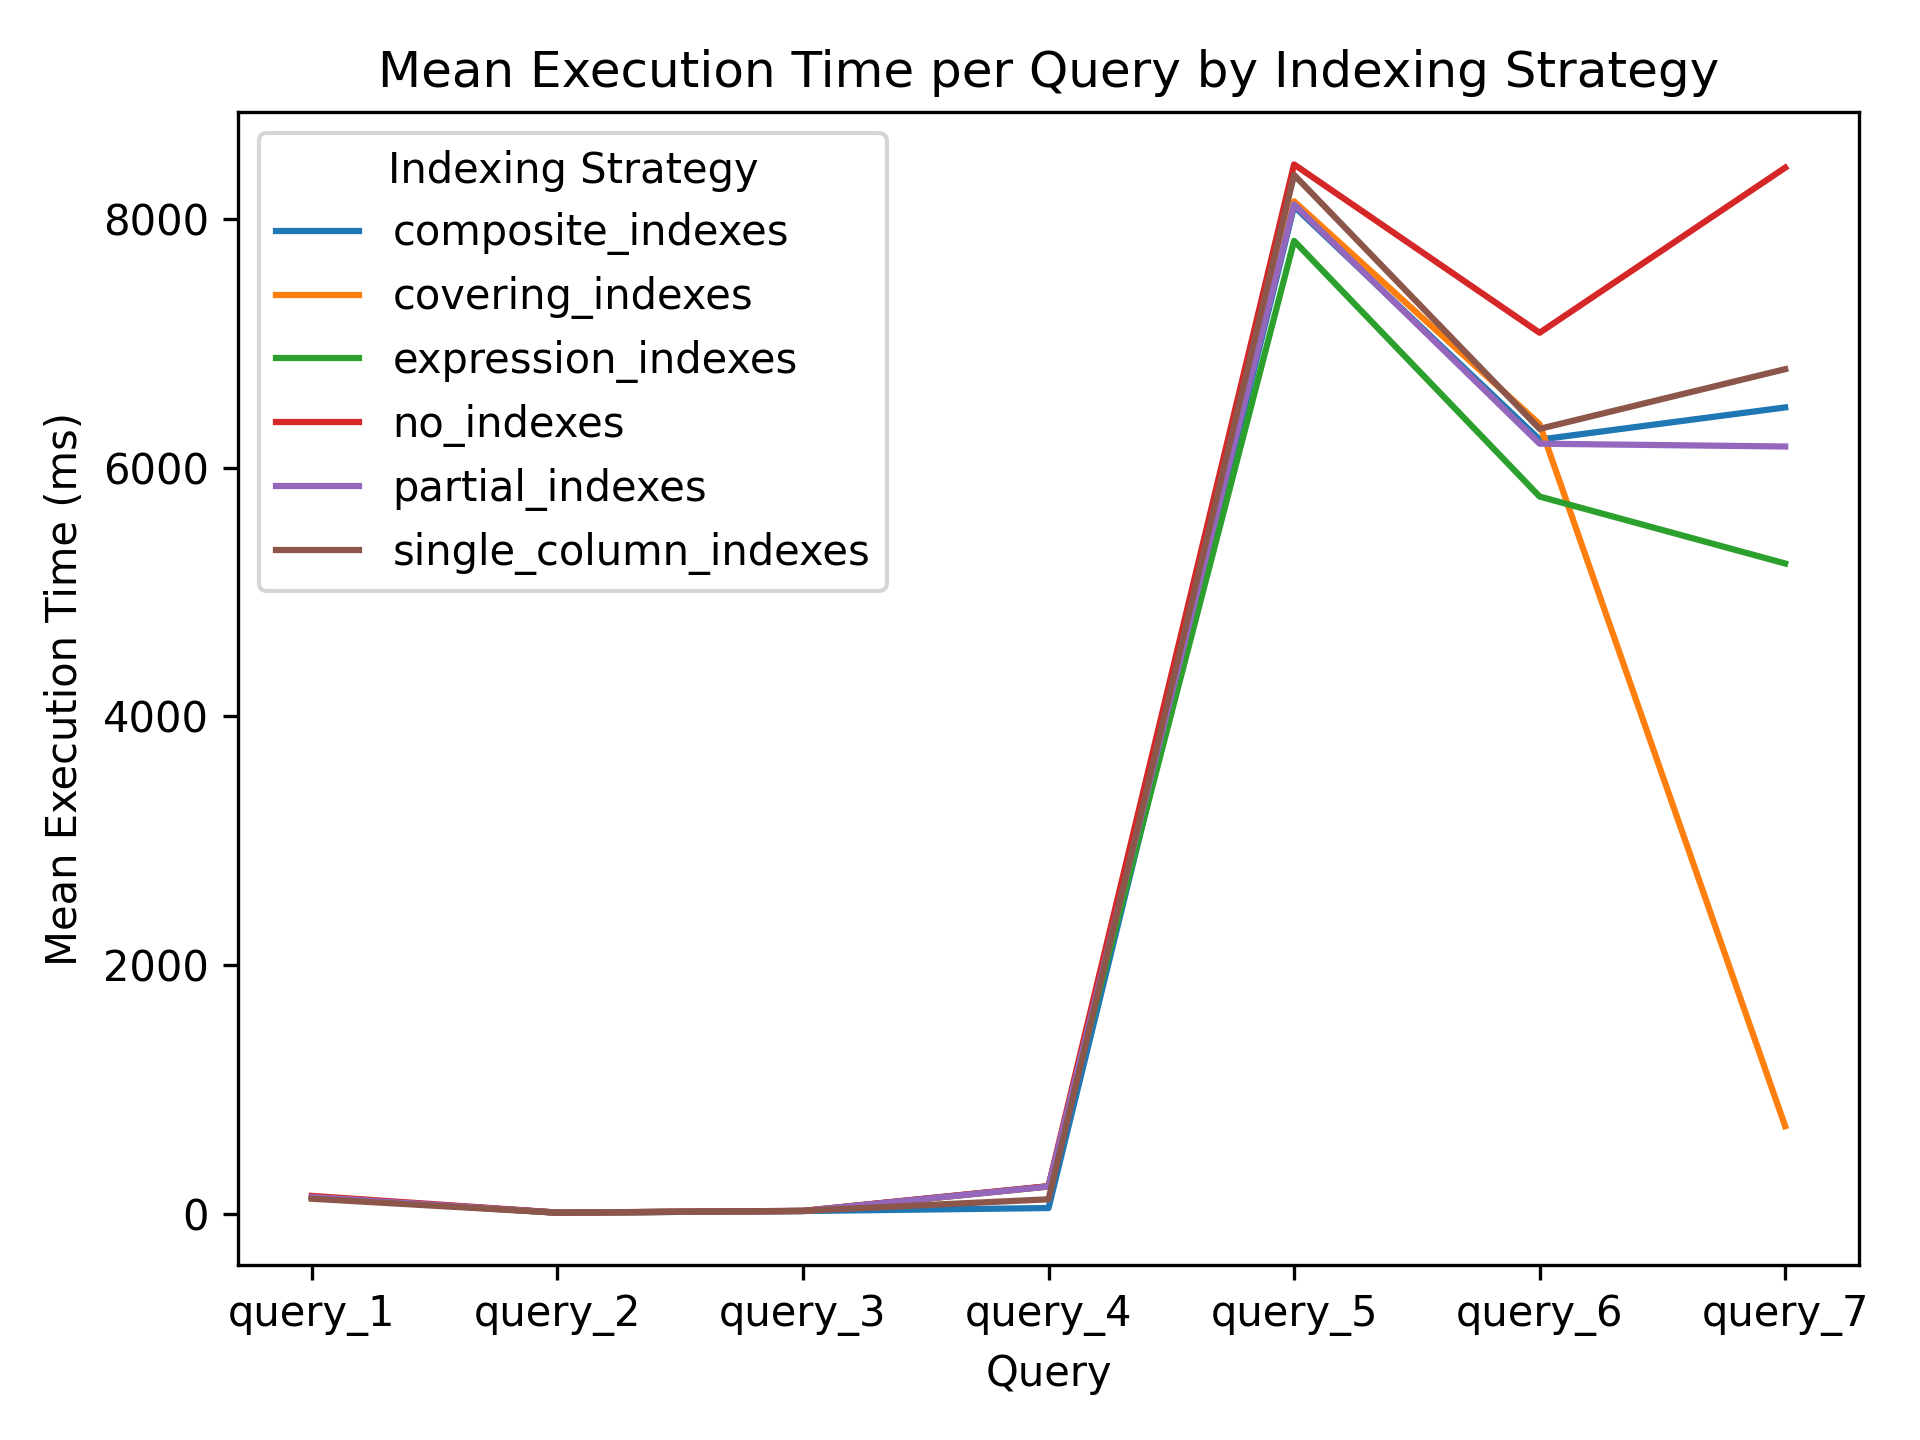 Mean Execution Time per Query by Indexing Strategy
Indexing Strategy
composite_indexes
covering_indexes
expression_indexes
no_indexes
partial_indexes
single_column_indexes
Mean Execution Time (ms)
8000
6000
4000
2000
0
query_1 query_2 query_3 query_4 query_5 query_6 query_7
Query